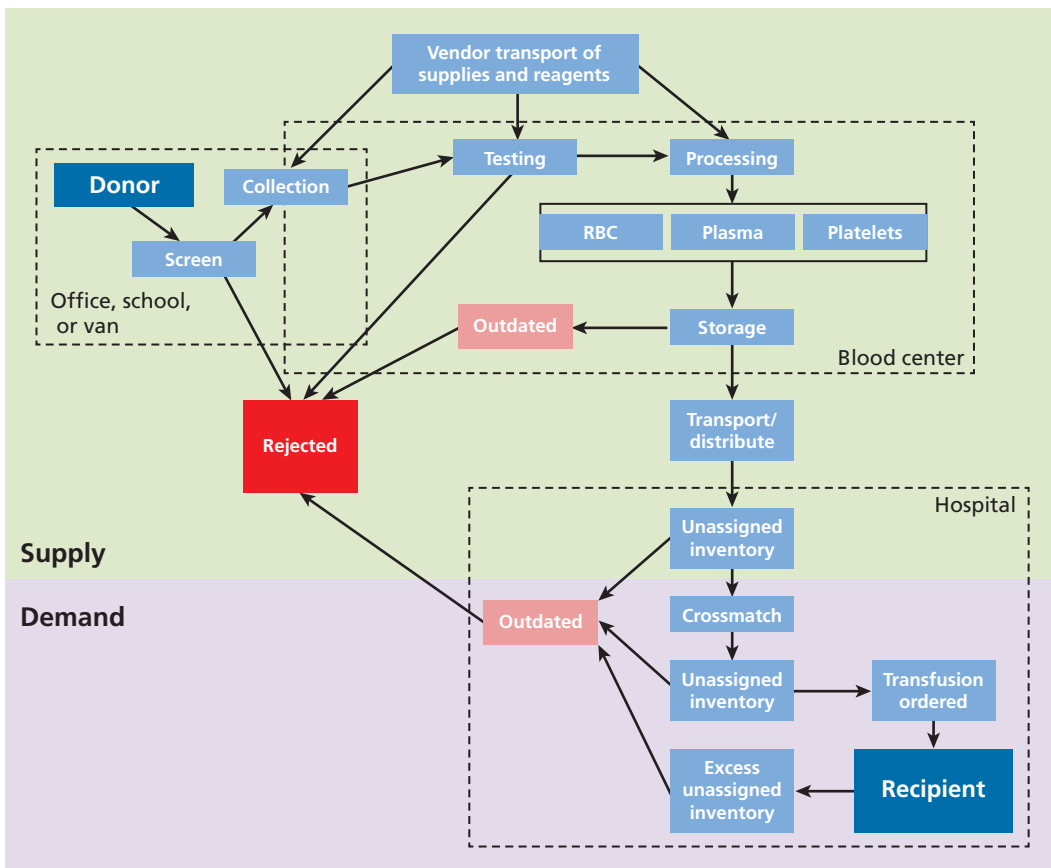 Vendor transport of
supplies and reagents
Testing
Processing
Donor
Collection
RBC
Plasma
Platelets
Screen
Office, school,
or van
Outdated
Storage
Blood center
Rejected
Transport/
distribute
Hospital
Unassigned
inventory
Supply
Demand
Outdated
Crossmatch
Unassigned
inventory
Transfusion
ordered
Excess
unassigned
inventory
Recipient